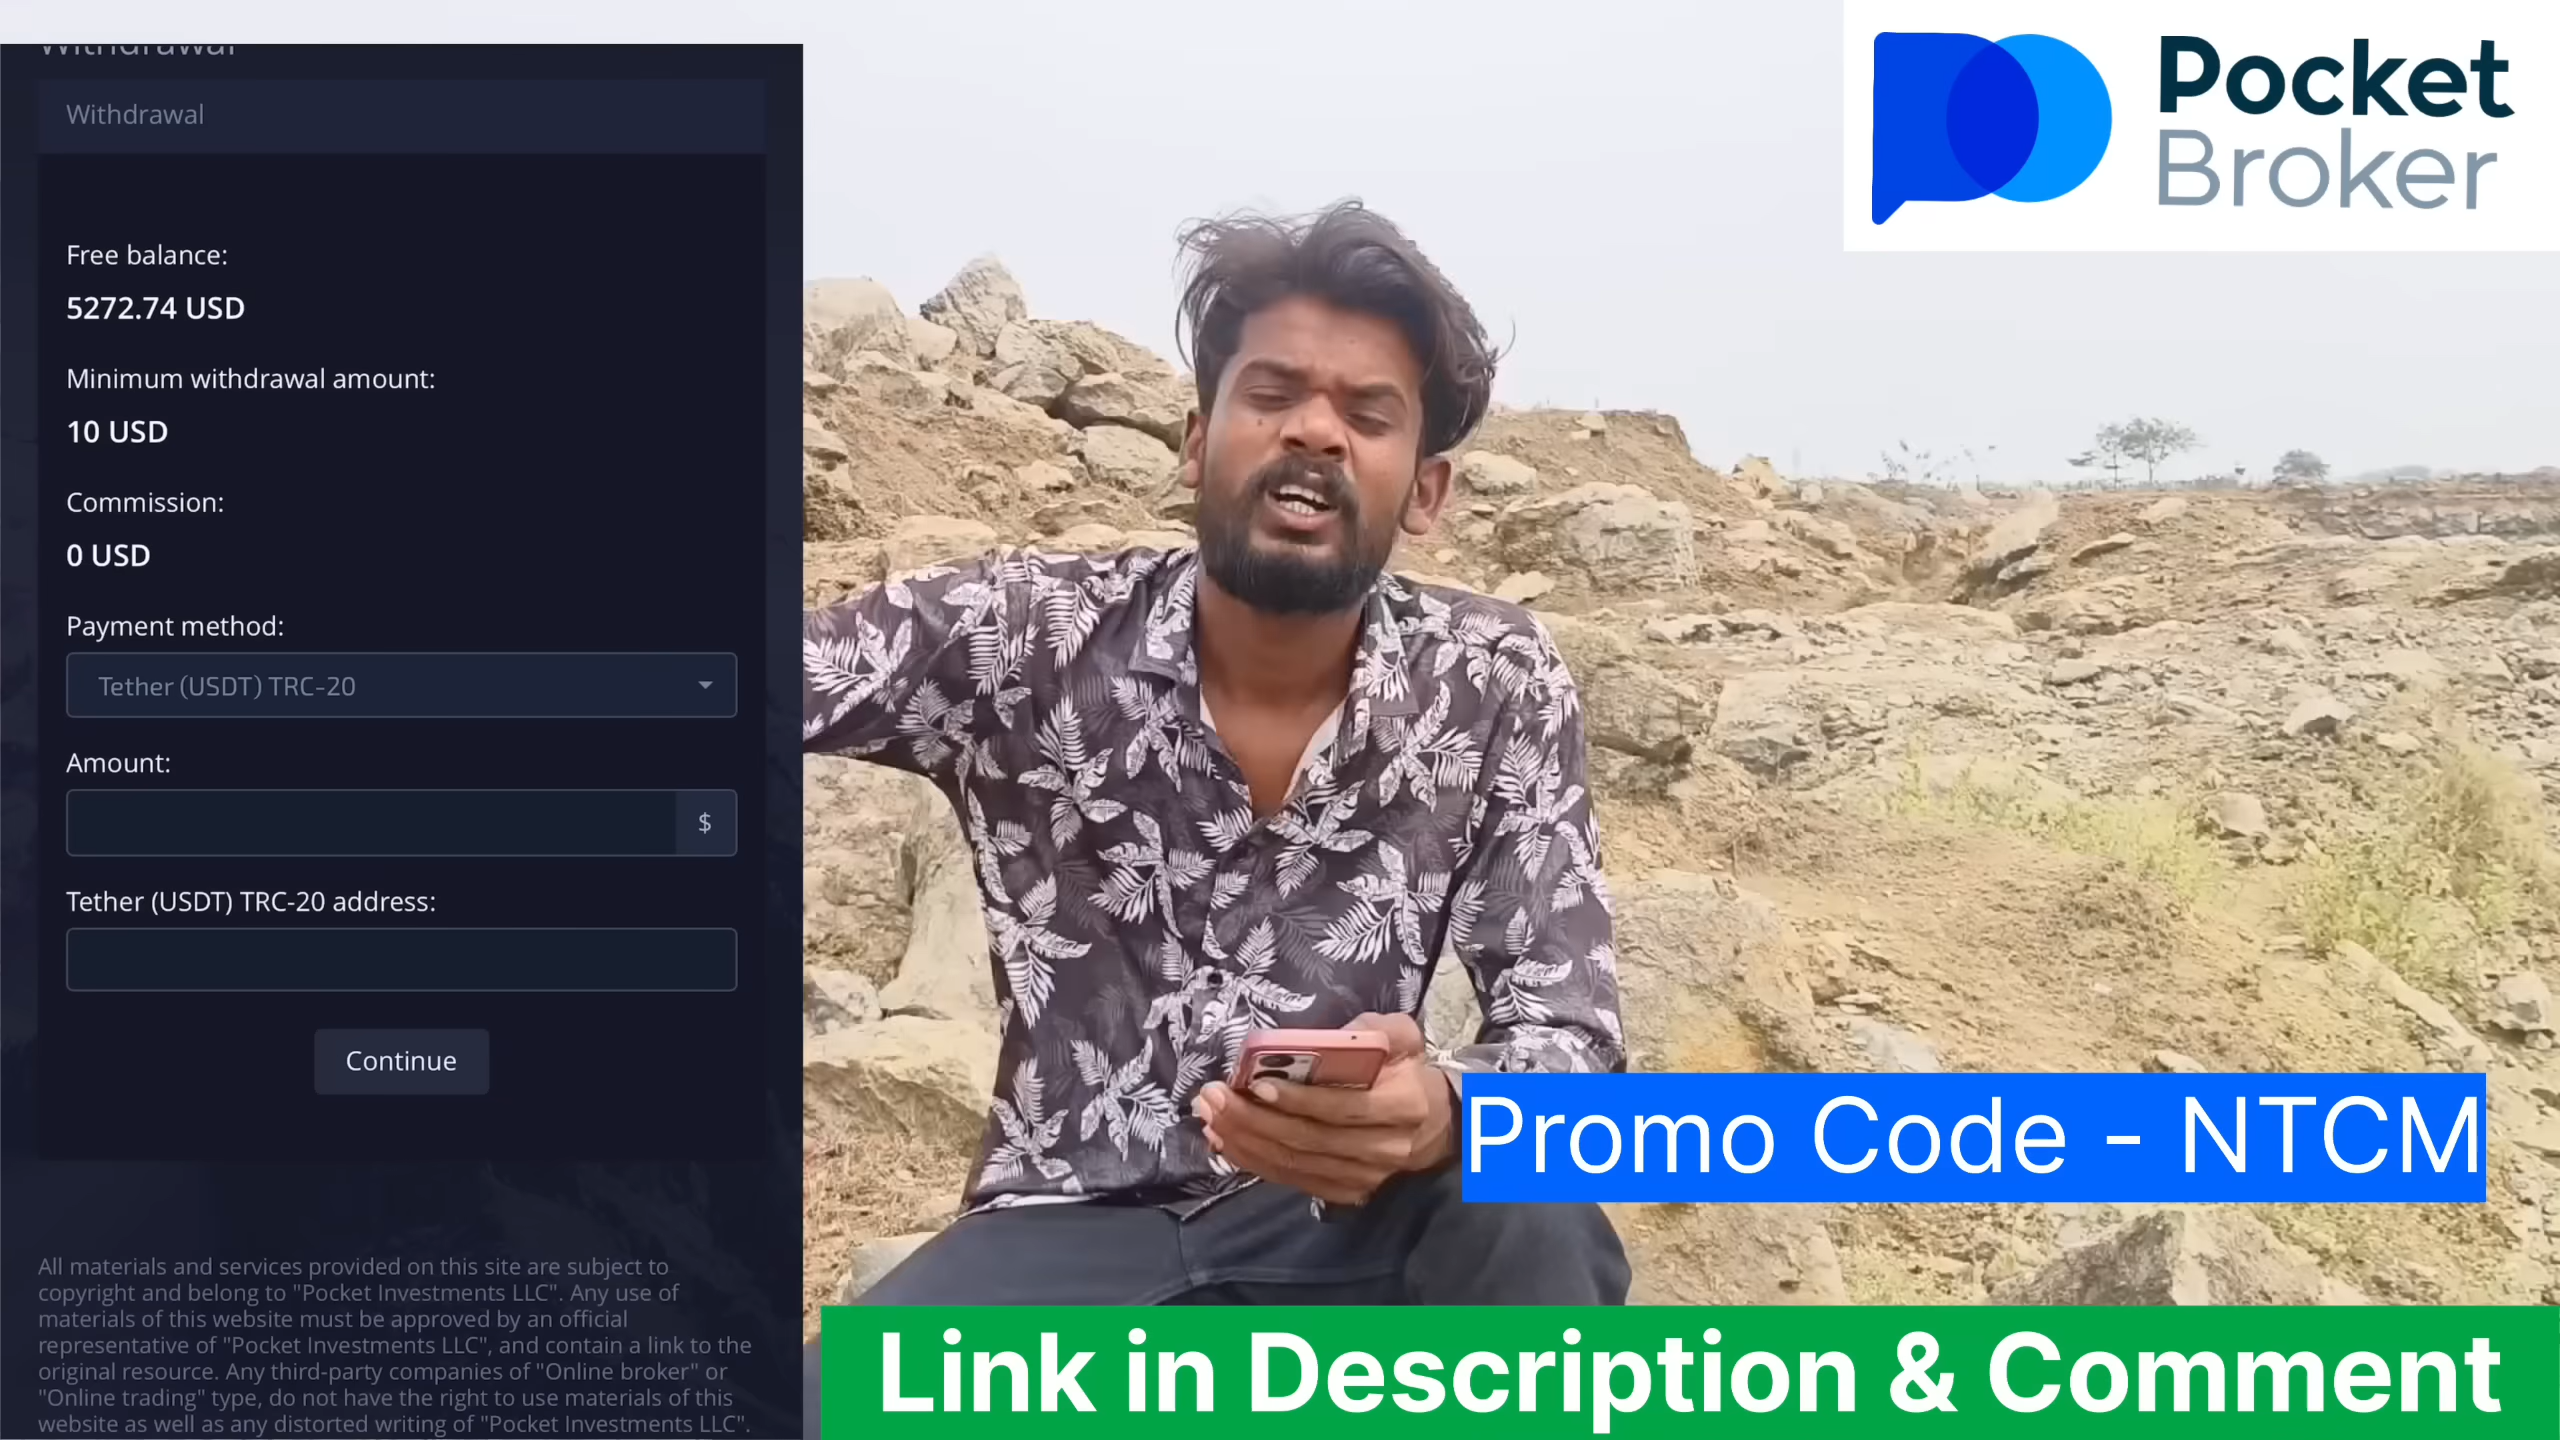 Withdrawal
Withdrawal
Free balance:
5272.74 USD
Minimum withdrawal amount:
10 USD
Commission:
0 USD
Payment method:
Tether (USDT) TRC-20
Amount:
$
Tether (USDT) TRC-20 address:
Continue
All materials and services provided on this site are subject to
copyright and belong to "Pocket Investments LLC". Any use of
materials of this website must be approved by an official
representative of "Pocket Investments LLC", and contain a link to the
original resource. Any third-party companies of "Online broker" or
"Online trading" type, do not have the right to use materials of this
website as well as any distorted writing of "Pocket Investments LLC".
Pocket
Broker
Promo Code - NTCM
Link in Description & Comment